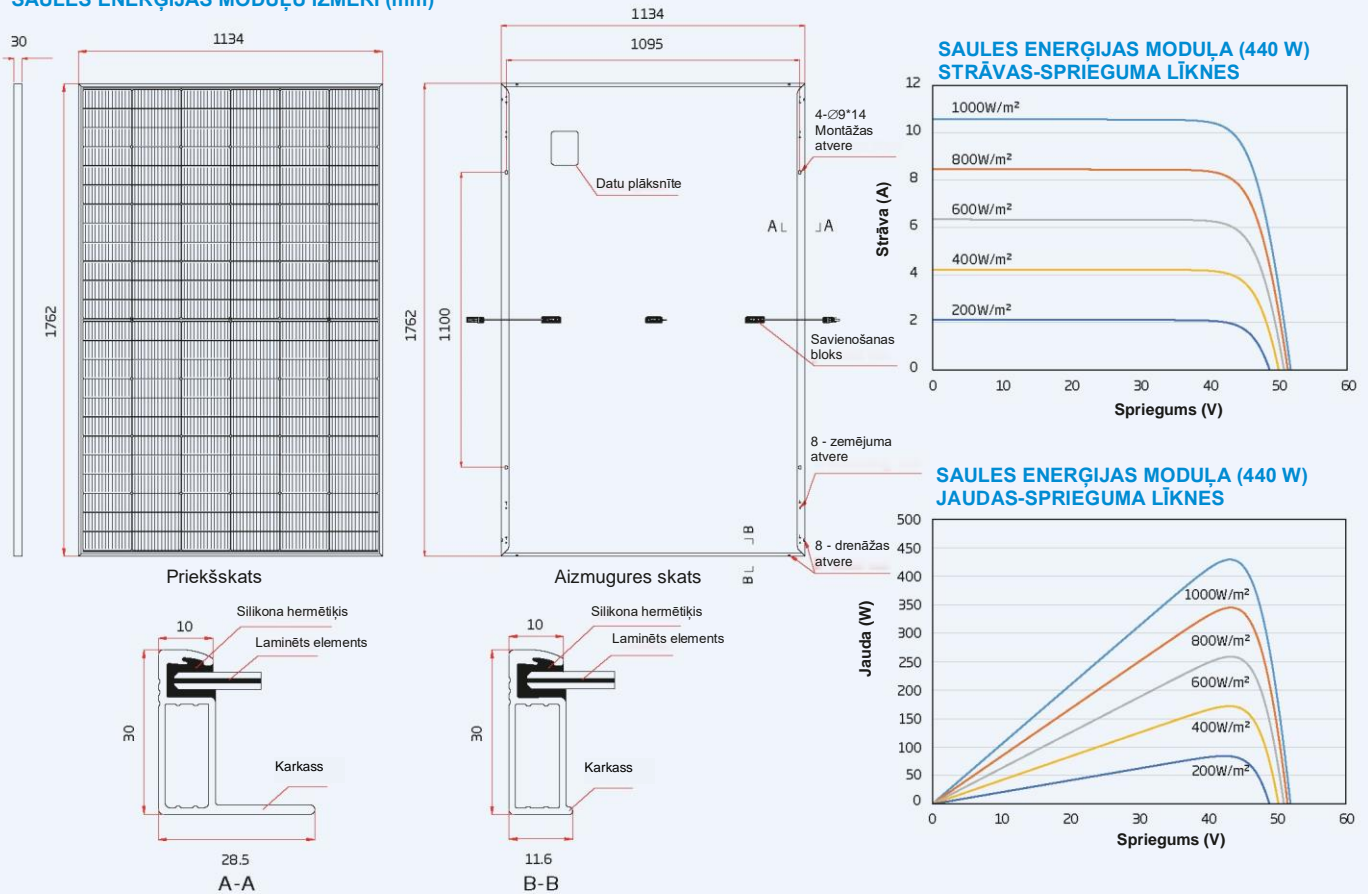 SAULES ENERĢIJAS MODUĻU IZMĒRI (mm)
30
1134
1762
Priekšskats
1134
1095
1762
1100
4-∅9*14
Montāžas
atvere
Datu plāksnīte
A
A
Savienošanas
bloks
8 - zemējuma
atvere
8 - drenāžas
atvere
B
B
Aizmugures skats
Silikona hermētiķis
Laminēts elements
10
30
Karkass
28.5
A-A
Silikona hermētiķis
Laminēts elements
10
30
Karkass
11.6
B-B
SAULES ENERĢIJAS MODUĻA (440 W)
STRĀVAS-SPRIEGUMA LĪKNES
Strāva (A)
12
10
8
6
4
2
0
1000W/m²
800W/m²
600W/m²
400W/m²
200W/m²
0 10 20 30 40 50 60
Spriegums (V)
SAULES ENERĢIJAS MODUĻA (440 W)
JAUDAS-SPRIEGUMA LĪKNES
Jauda (W)
500
450
400
350
300
250
200
150
100
50
0
1000W/m²
800W/m²
600W/m²
400W/m²
200W/m²
0 10 20 30 40 50 60
Spriegums (V)